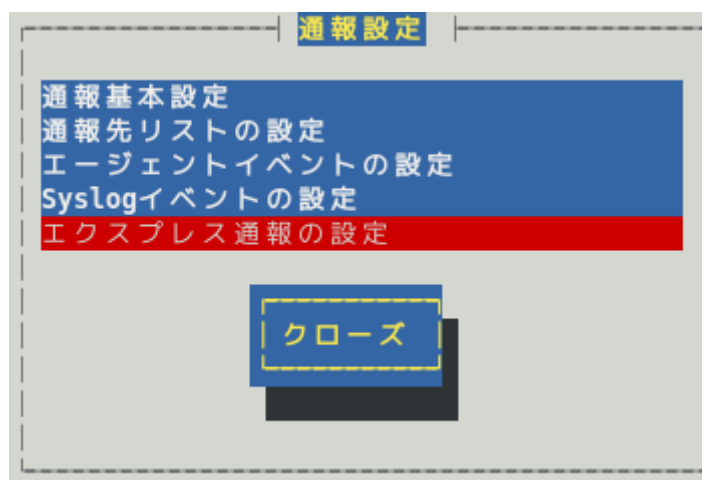 通報設定
通報基本設定
通報先リストの設定
エージェントイベントの設定
Syslogイベントの設定
エクスプレス通報の設定
クローズ